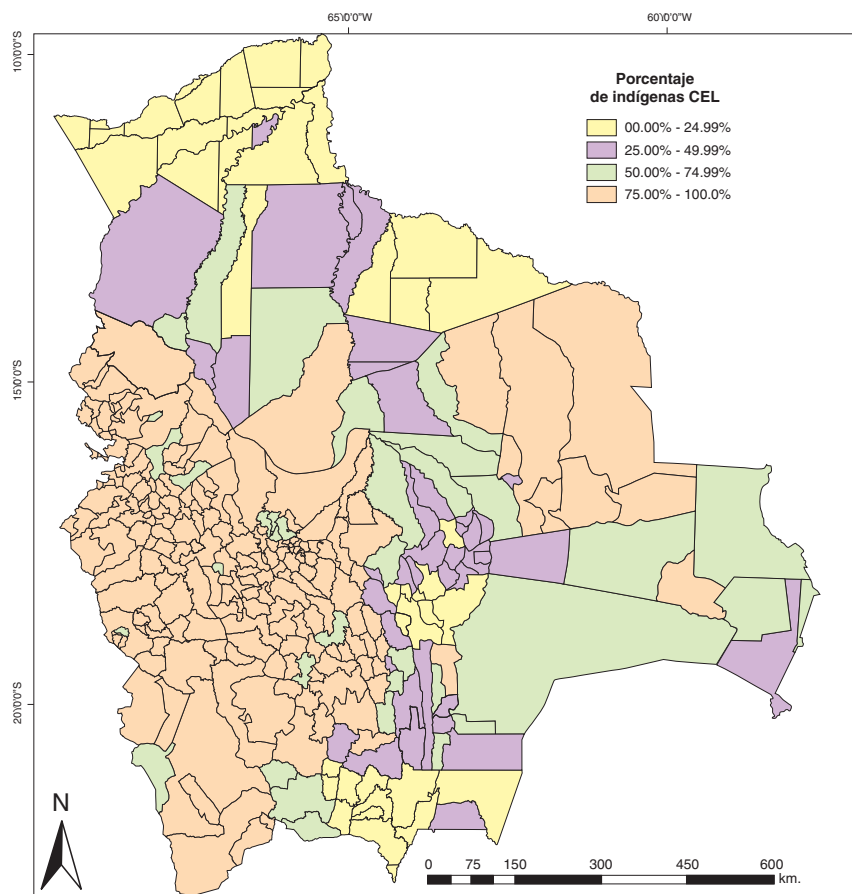 65°0'0"W 60°0'0"W
10°0'0"S
Porcentaje
de indígenas CEL
00.00% - 24.99%
25.00% - 49.99%
50.00% - 74.99%
75.00% - 100.0%
15°0'0"S
20°0'0"S
N
0 75 150 300 450 600
km.